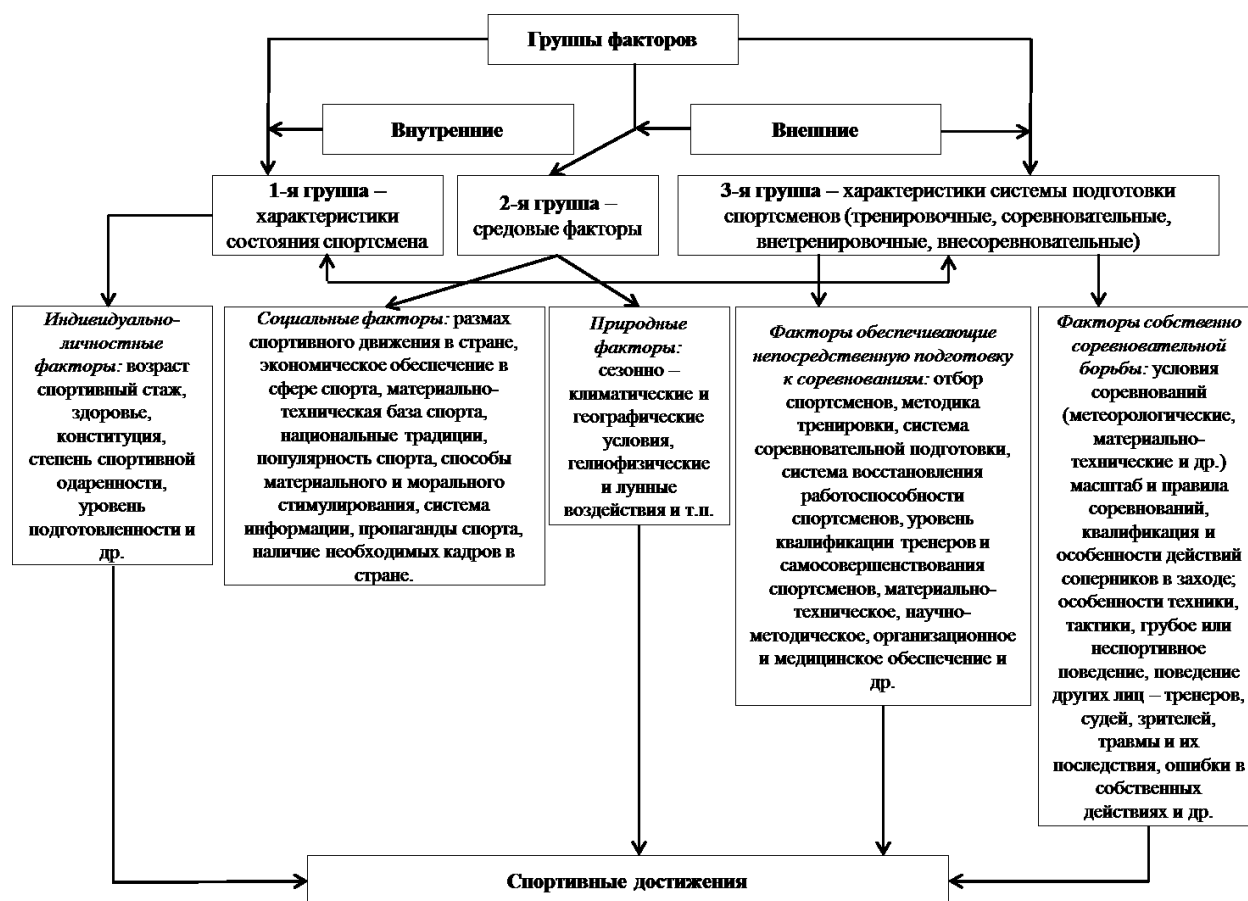 Группы факторов
Внутренние
Внешние
1-я группа –
характеристики
состояния спортсмена
2-я группа –
средовые факторы
3-я группа – характеристики системы подготовки
спортсменов (тренировочные, соревновательные,
внетренировочные, внесоревновательные)
Индивидуально-
личностные
факторы: возраст
спортивный стаж,
здоровье,
конституция,
степень спортивной
одаренности,
уровень
подготовленности и
др.
Социальные факторы: размах
спортивного движения в стране,
экономическое обеспечение в
сфере спорта, материально-
техническая база спорта,
национальные традиции,
популярность спорта, способы
материального и морального
стимулирования, система
информации, пропаганды спорта,
наличие необходимых кадров в
стране.
Природные
факторы:
сезонно –
климатические и
географические
условия,
гелиофизические
и лунные
воздействия и т.п.
Факторы обеспечивающие
непосредственную подготовку
к соревнованиям: отбор
спортсменов, методика
тренировки, система
соревновательной подготовки,
система восстановления
работоспособности
спортсменов, уровень
квалификации тренеров и
самосовершенствования
спортсменов, материально-
техническое, научно-
методическое, организационное
и медицинское обеспечение и
др.
Факторы собственно
соревновательной
борьбы: условия
соревнований
(метеорологические,
материально-
технические и др.)
масштаб и правила
соревнований,
квалификация и
особенности действий
соперников в заходе;
особенности техники,
тактики, грубое или
неспортивное
поведение, поведение
других лиц – тренеров,
судей, зрителей,
травмы и их
последствия, ошибки в
собственных
действиях и др.
Спортивные достижения